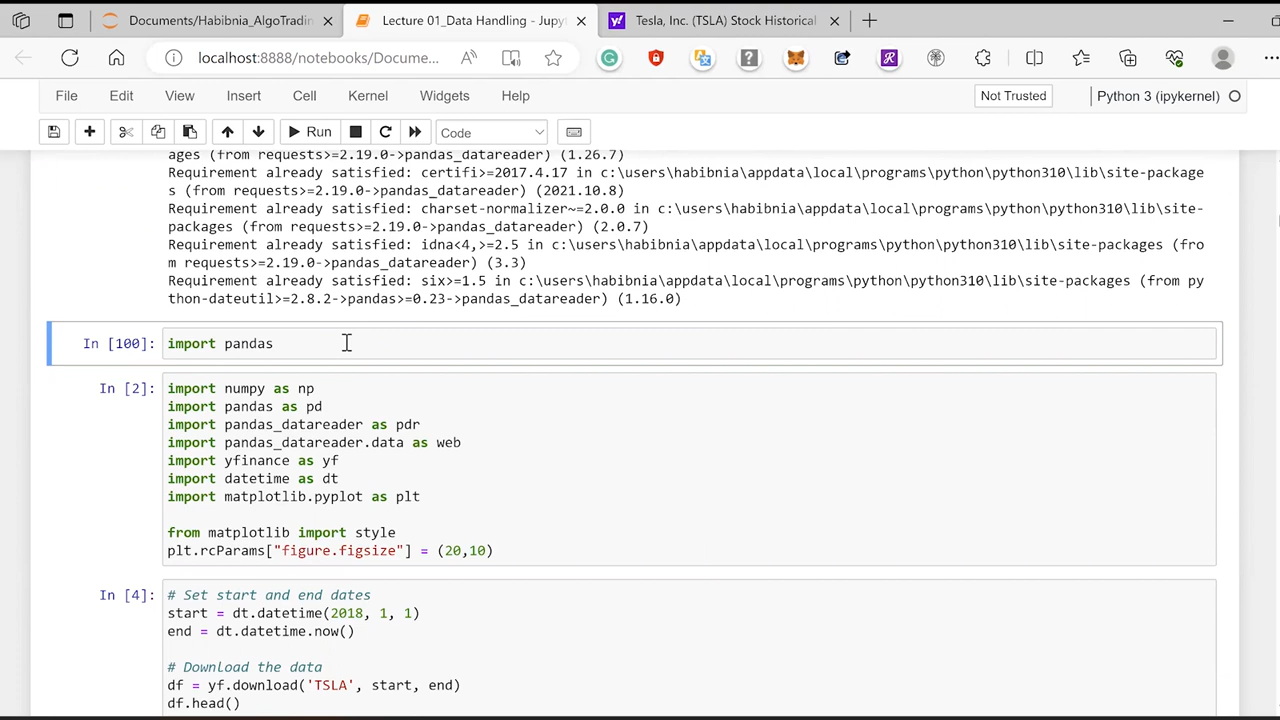 Documents/Habibnia_AlgoTradin
Lecture 01_Data Handling - Jupyt
Tesla, Inc. (TSLA) Stock Historical
localhost:8888/notebooks/Docume...
File Edit View Insert Cell Kernel Widgets Help
Not Trusted
Python 3 (ipykernel)
Run
Code
ages (from requests>=2.19.0->pandas_datareader) (1.26.7)
Requirement already satisfied: certifi>=2017.4.17 in c:\users\habibnia\appdata\local\programs\python\python310\lib\site-package
s (from requests>=2.19.0->pandas_datareader) (2021.10.8)
Requirement already satisfied: charset-normalizer~=2.0.0 in c:\users\habibnia\appdata\local\programs\python\python310\lib\site-
packages (from requests>=2.19.0->pandas_datareader) (2.0.7)
Requirement already satisfied: idna<4,>=2.5 in c:\users\habibnia\appdata\local\programs\python\python310\lib\site-packages (fro
m requests>=2.19.0->pandas_datareader) (3.3)
Requirement already satisfied: six>=1.5 in c:\users\habibnia\appdata\local\programs\python\python310\lib\site-packages (from py
thon-dateutil>=2.8.2->pandas>=0.23->pandas_datareader) (1.16.0)
In [100]: import pandas
In [2]: import numpy as np
import pandas as pd
import pandas_datareader as pdr
import pandas_datareader.data as web
import yfinance as yf
import datetime as dt
import matplotlib.pyplot as plt
from matplotlib import style
plt.rcParams["figure.figsize"] = (20,10)
In [4]: # Set start and end dates
start = dt.datetime(2018, 1, 1)
end = dt.datetime.now()
# Download the data
df = yf.download('TSLA', start, end)
df.head()